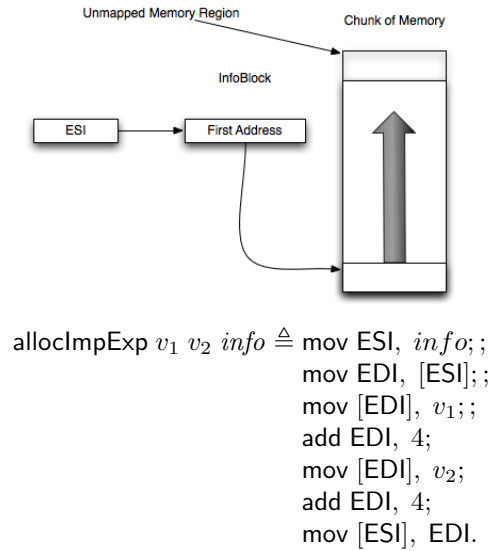 Unmapped Memory Region
Chunk of Memory
InfoBlock
ESI
First Address
allocImpExp v₁ v₂ info ≜ mov ESI, info;;
mov EDI, [ESI];;
mov [EDI], v₁;;
add EDI, 4;
mov [EDI], v₂;
add EDI, 4;
mov [ESI], EDI.